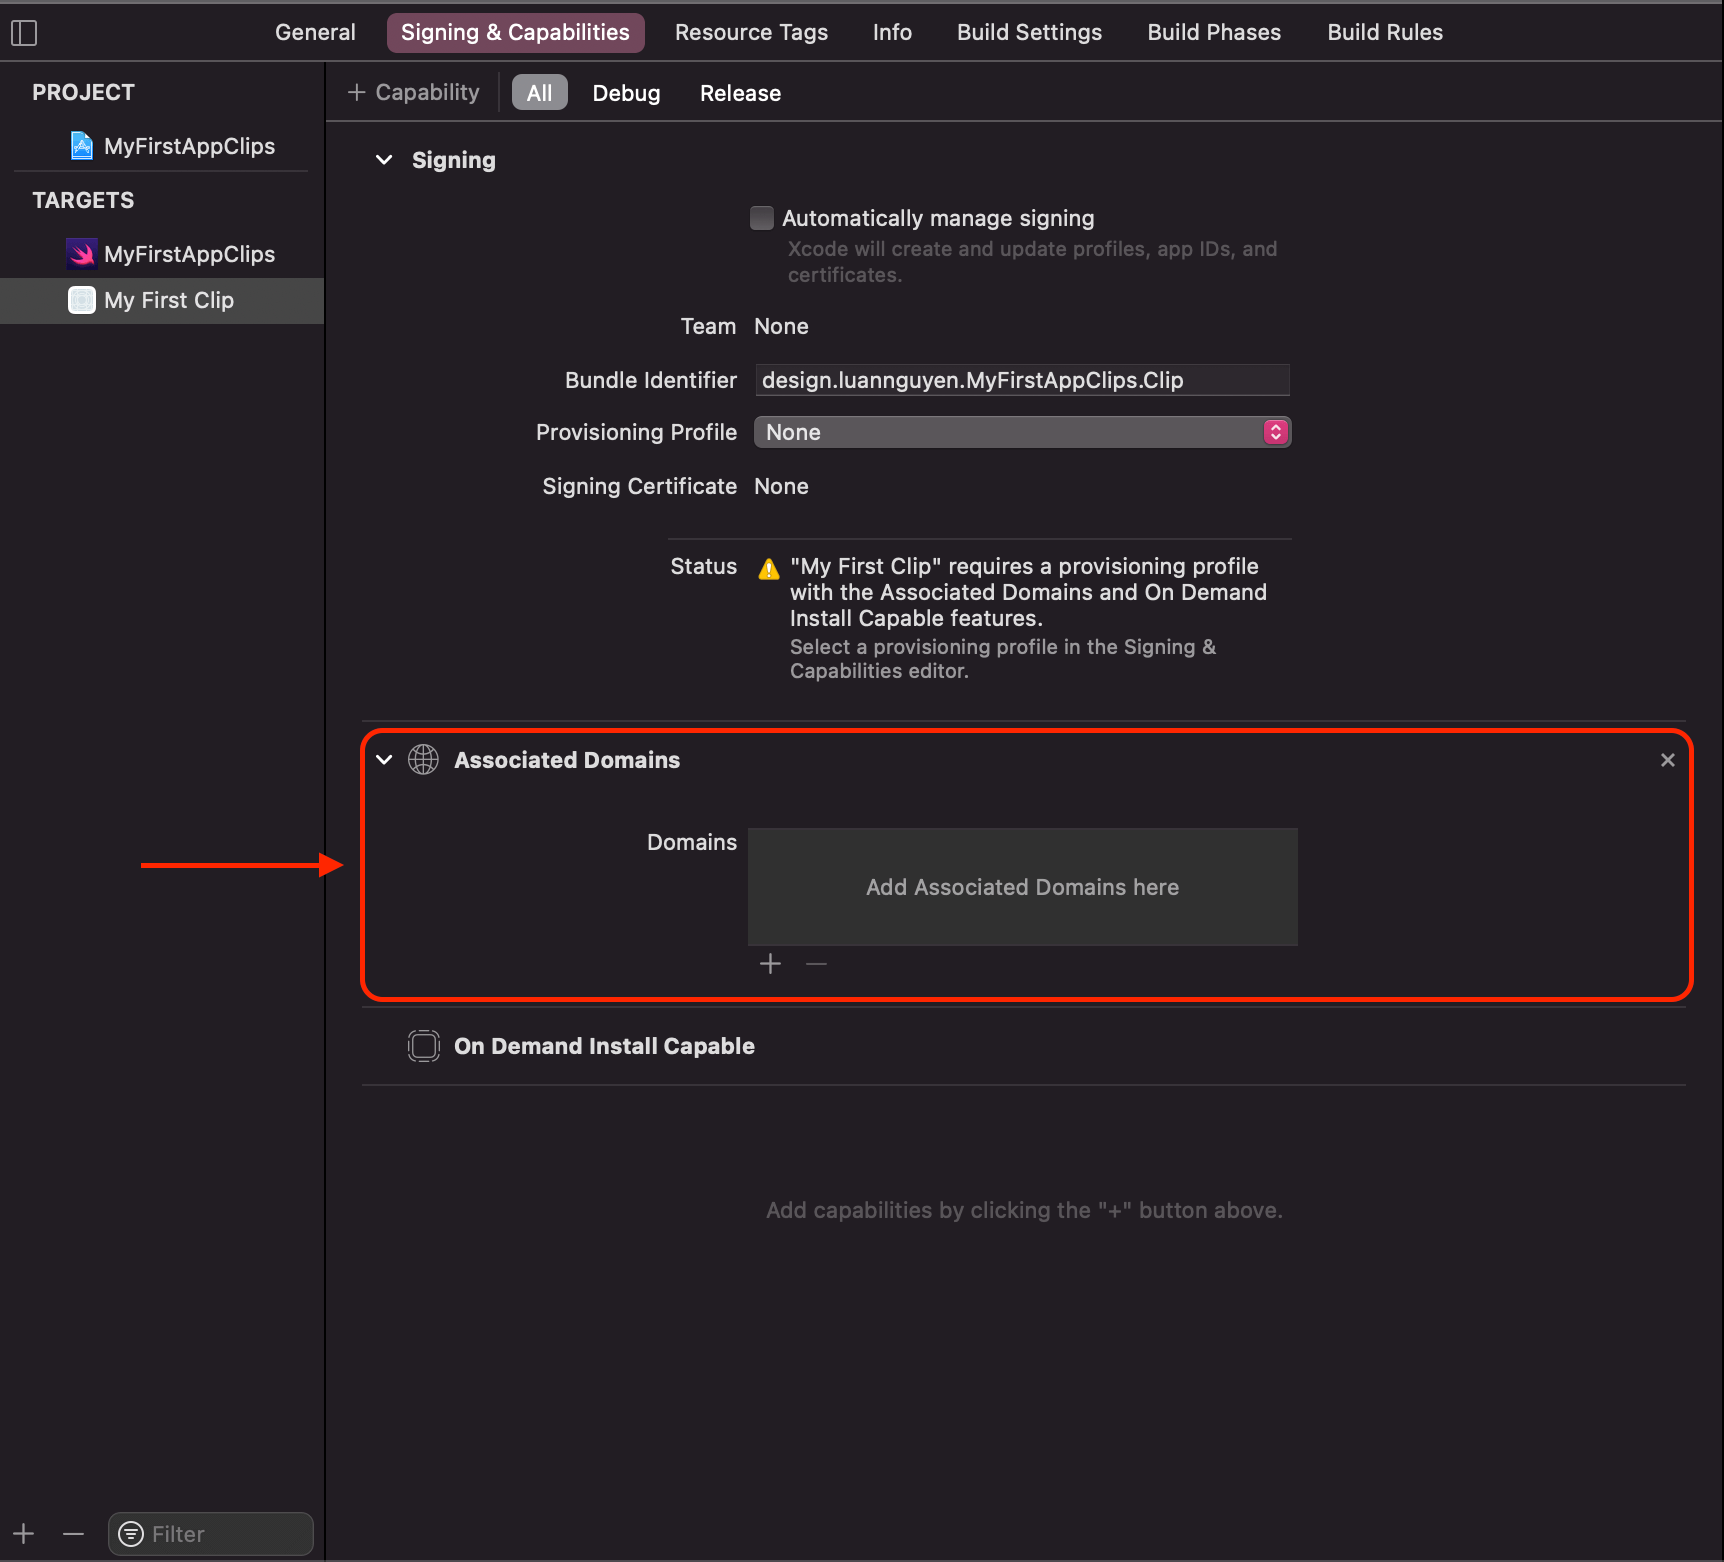 General Signing & Capabilities Resource Tags Info Build Settings Build Phases Build Rules
PROJECT
MyFirstAppClips
TARGETS
MyFirstAppClips
My First Clip
+ Capability All Debug Release
Signing
Automatically manage signing
Xcode will create and update profiles, app IDs, and
certificates.
Team None
Bundle Identifier design.luannguyen.MyFirstAppClips.Clip
Provisioning Profile None
Signing Certificate None
Status "My First Clip" requires a provisioning profile
with the Associated Domains and On Demand
Install Capable features.
Select a provisioning profile in the Signing &
Capabilities editor.
Associated Domains
Domains Add Associated Domains here
On Demand Install Capable
Add capabilities by clicking the "+" button above.
Filter